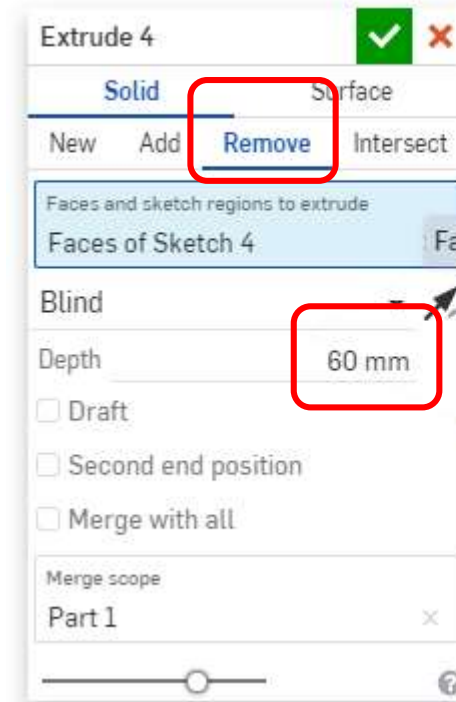 Extrude 4
Solid Surface
New Add Remove Intersect
Faces and sketch regions to extrude
Faces of Sketch 4 Fa
Blind
Depth 60 mm
Draft
Second end position
Merge with all
Merge scope
Part 1